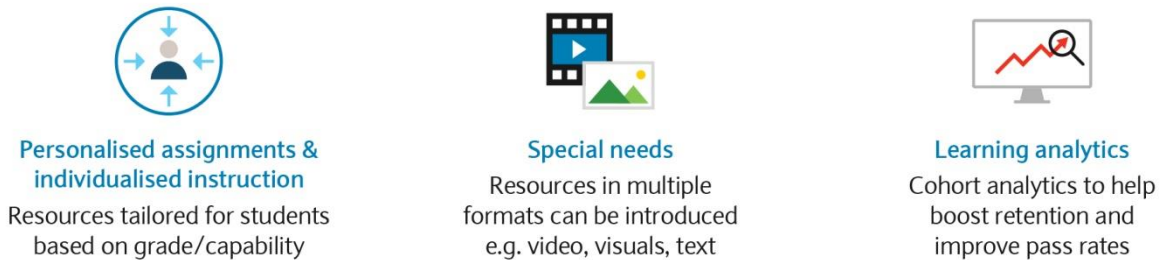 Personalised assignments &
individualised instruction
Resources tailored for students
based on grade/capability
Special needs
Resources in multiple
formats can be introduced
e.g. video, visuals, text
Learning analytics
Cohort analytics to help
boost retention and
improve pass rates